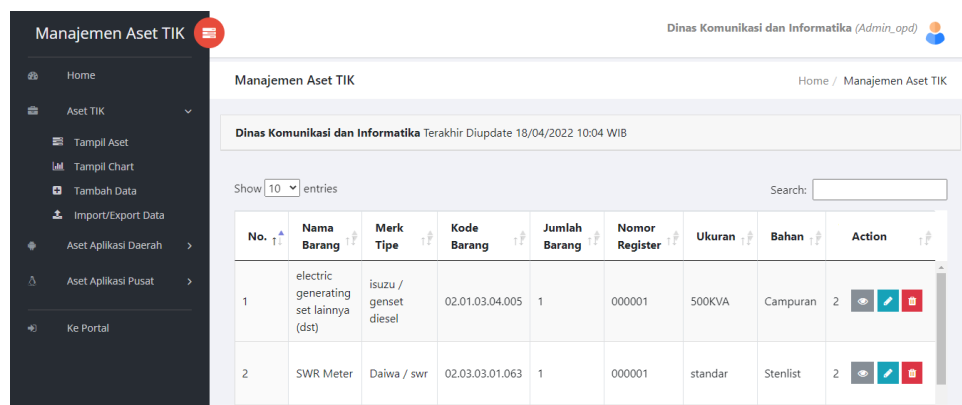 Manajemen Aset TIK
Dinas Komunikasi dan Informatika (Admin_opd)
Home
Aset TIK
Tampil Aset
Tampil Chart
Tambah Data
Import/Export Data
Aset Aplikasi Daerah
Aset Aplikasi Pusat
Ke Portal
Manajemen Aset TIK
Home / Manajemen Aset TIK
Dinas Komunikasi dan Informatika Terakhir Diupdate 18/04/2022 10:04 WIB
Show 10 entries
Search:
No. Nama Barang Merk Tipe Kode Barang Jumlah Barang Nomor Register Ukuran Bahan Action
1 electric generating set lainnya (dst) isuzu / genset diesel 02.01.03.04.005 1 000001 500KVA Campuran 2
2 SWR Meter Daiwa / swr 02.03.03.01.063 1 000001 standar Stenlist 2